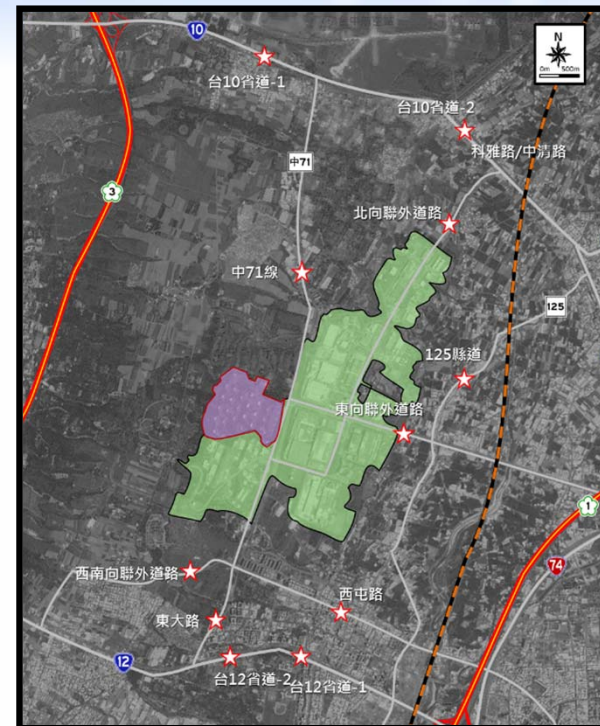 10
N
0m 500m
台10省道-1
台10省道-2
科雅路/中清路
中71
3
北向聯外道路
中71線
125
125縣道
東向聯外道路
1
74
西南向聯外道路
西屯路
東大路
12
台12省道-2
台12省道-1